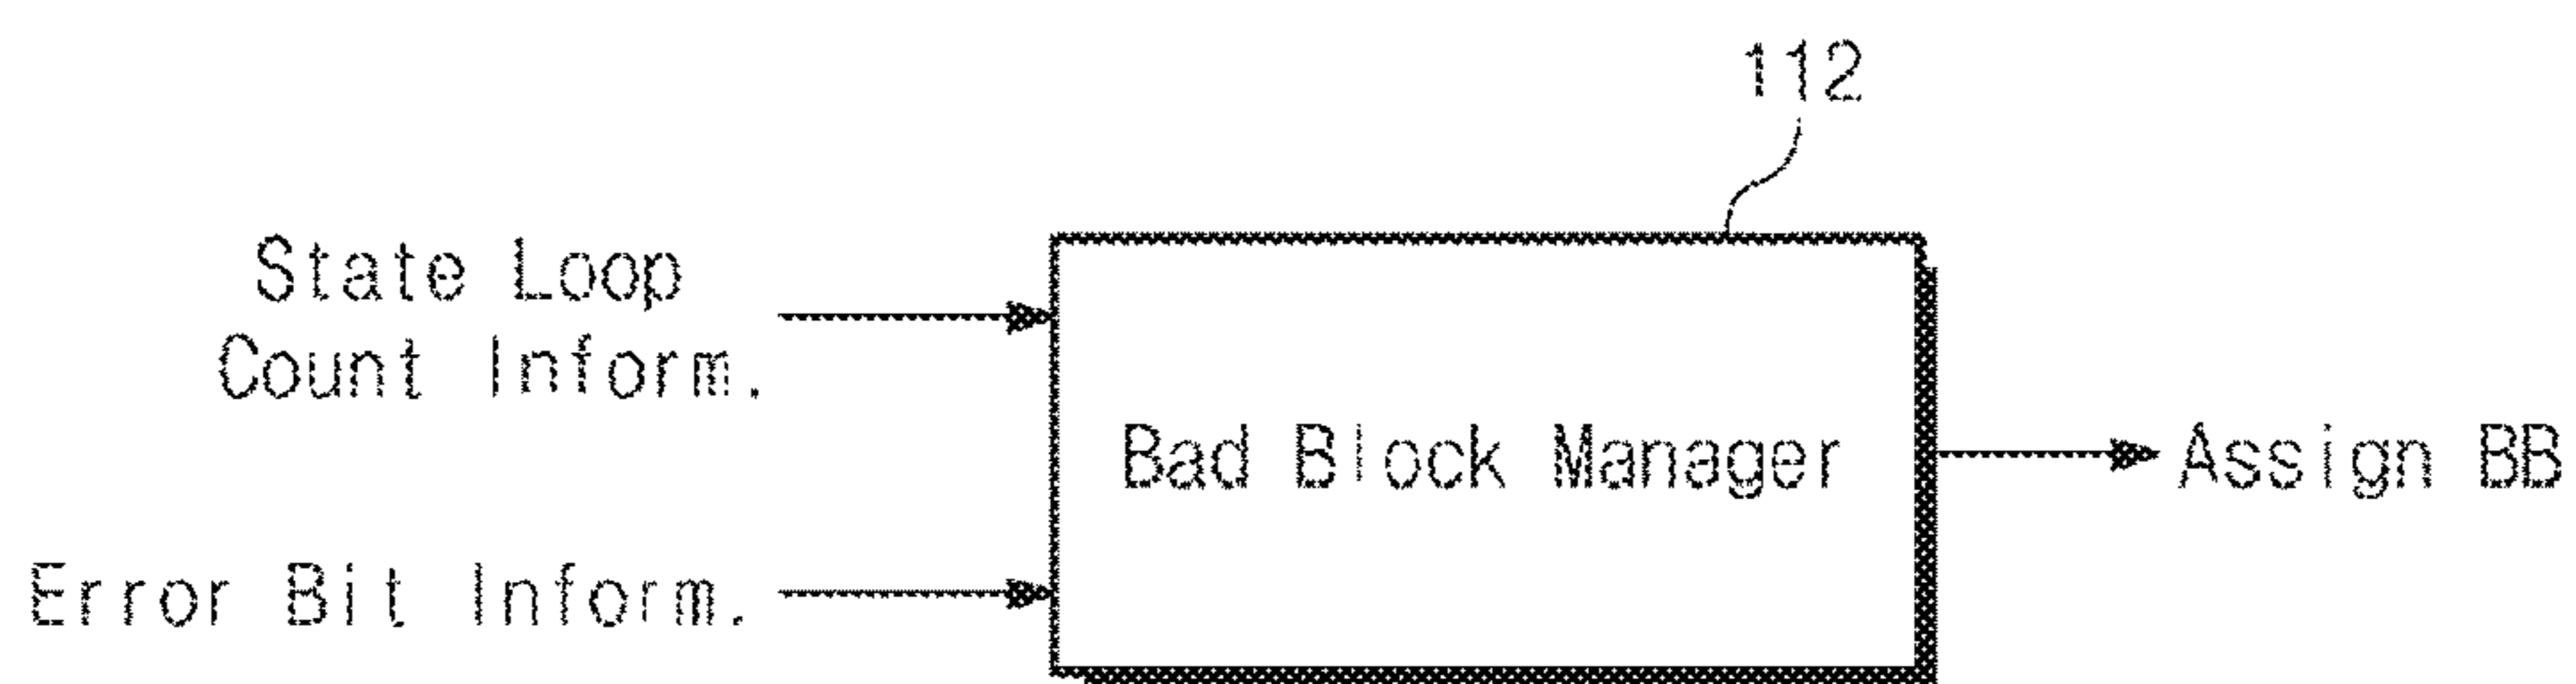 112
State Loop
Count Inform.
Error Bit Inform.
Bad Block Manager
Assign BB